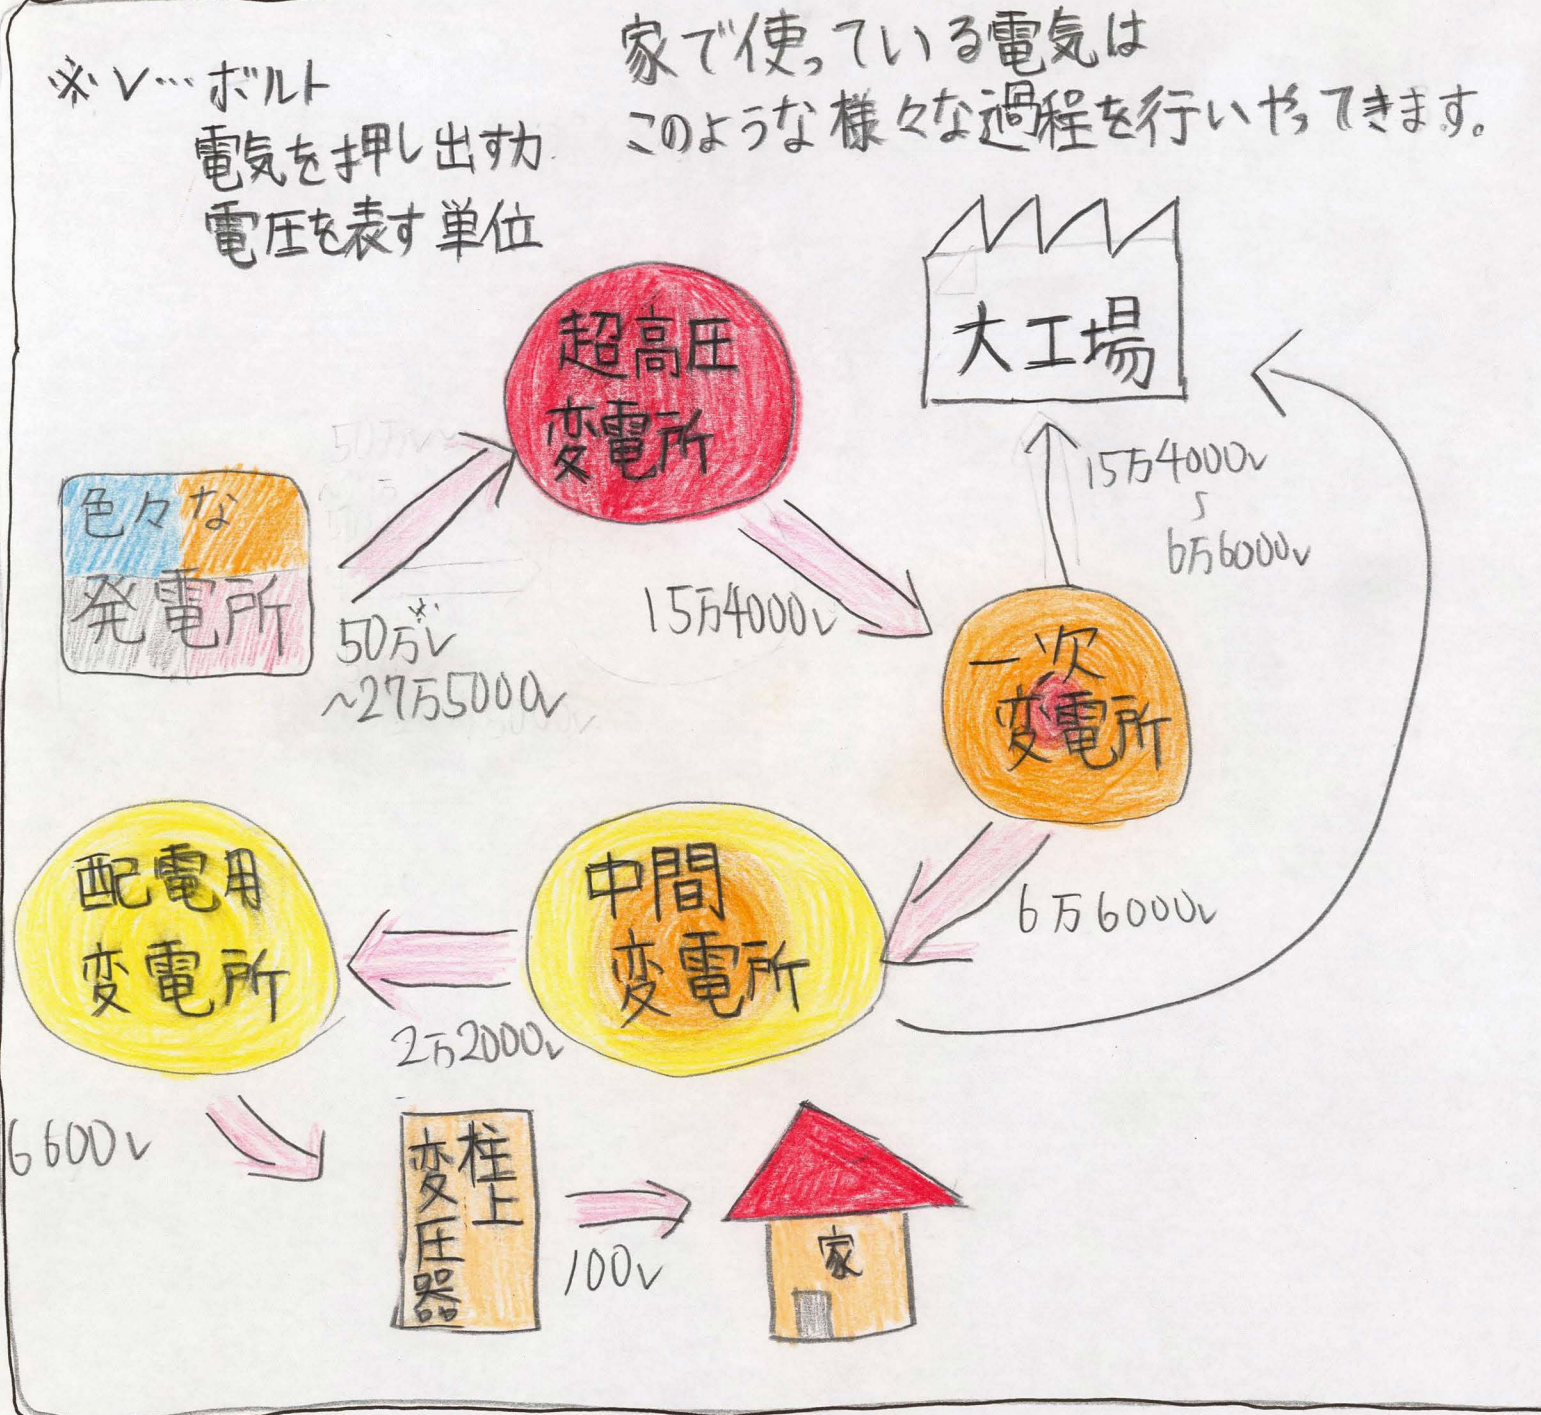 家で使っている電気は
このような様々な過程を行いやってきます。
※V…ボルト
電気を押し出す力
電圧を表す単位
超高圧
変電所
大工場
15万4000V
〜
6万6000V
色々な
発電所
50万V※
~27万5000V
15万4000V
一次
変電所
6万6000V
中間
変電所
2万2000V
配電用
変電所
6600V
柱上
変圧器
100V
家